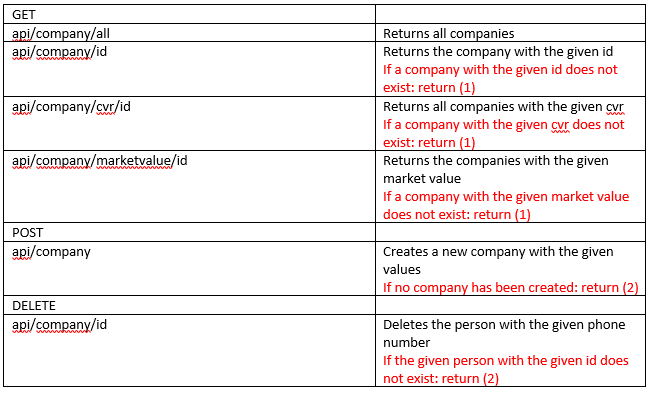 GET
api/company/all
Returns all companies
api/company/id
Returns the company with the given id
If a company with the given id does not
exist: return (1)
api/company/cvr/id
Returns all companies with the given cvr
If a company with the given cvr does not
exist: return (1)
api/company/marketvalue/id
Returns the companies with the given
market value
If a company with the given market value
does not exist: return (1)
POST
api/company
Creates a new company with the given
values
If no company has been created: return (2)
DELETE
api/company/id
Deletes the person with the given phone
number
If the given person with the given id does
not exist: return (2)